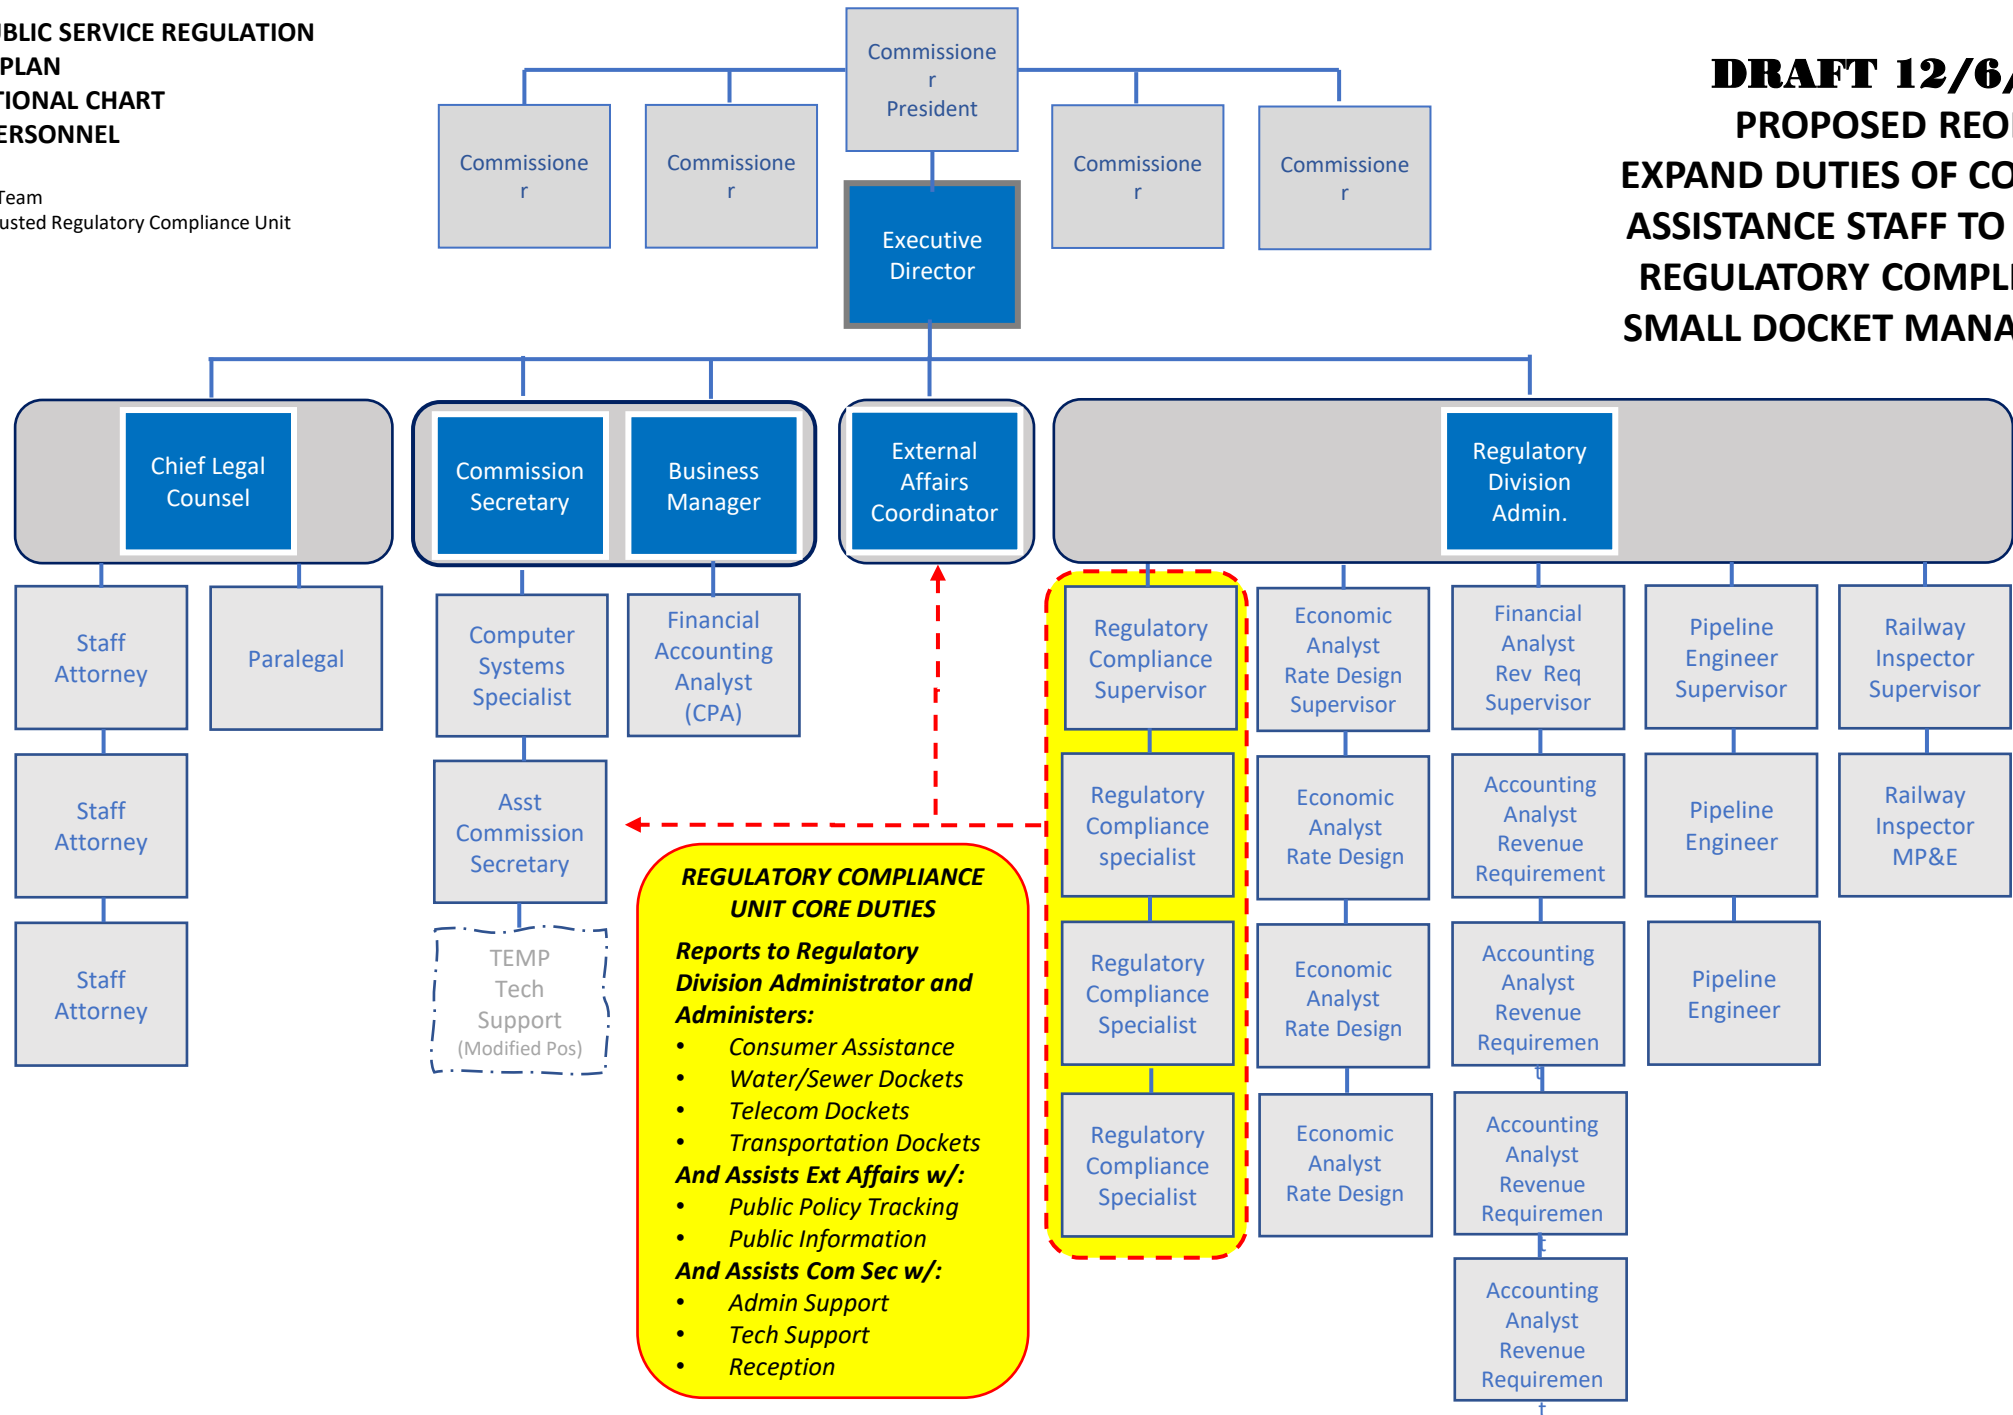 UBLIC SERVICE REGULATION
PLAN
TIONAL CHART
ERSONNEL
Team
usted Regulatory Compliance Unit
DRAFT 12/6/
PROPOSED REO
EXPAND DUTIES OF CO
ASSISTANCE STAFF TO
REGULATORY COMPLI
SMALL DOCKET MANA
Commissione
r
President
Commissione
r
Commissione
r
Commissione
r
Commissione
r
Executive
Director
Chief Legal
Counsel
Commission
Secretary
Business
Manager
External
Affairs
Coordinator
Regulatory
Division
Admin.
Staff
Attorney
Paralegal
Computer
Systems
Specialist
Financial
Accounting
Analyst
(CPA)
Regulatory
Compliance
Supervisor
Economic
Analyst
Rate Design
Supervisor
Financial
Analyst
Rev Req
Supervisor
Pipeline
Engineer
Supervisor
Railway
Inspector
Supervisor
Staff
Attorney
Asst
Commission
Secretary
Regulatory
Compliance
specialist
Economic
Analyst
Rate Design
Accounting
Analyst
Revenue
Requirement
Pipeline
Engineer
Railway
Inspector
MP&E
Staff
Attorney
TEMP
Tech
Support
(Modified Pos)
Regulatory
Compliance
Specialist
Economic
Analyst
Rate Design
Accounting
Analyst
Revenue
Requiremen
t
Pipeline
Engineer
Regulatory
Compliance
Specialist
Economic
Analyst
Rate Design
Accounting
Analyst
Revenue
Requiremen
t
Accounting
Analyst
Revenue
Requiremen
t
REGULATORY COMPLIANCE
UNIT CORE DUTIES
Reports to Regulatory
Division Administrator and
Administers:
• Consumer Assistance
• Water/Sewer Dockets
• Telecom Dockets
• Transportation Dockets
And Assists Ext Affairs w/:
• Public Policy Tracking
• Public Information
And Assists Com Sec w/:
• Admin Support
• Tech Support
• Reception